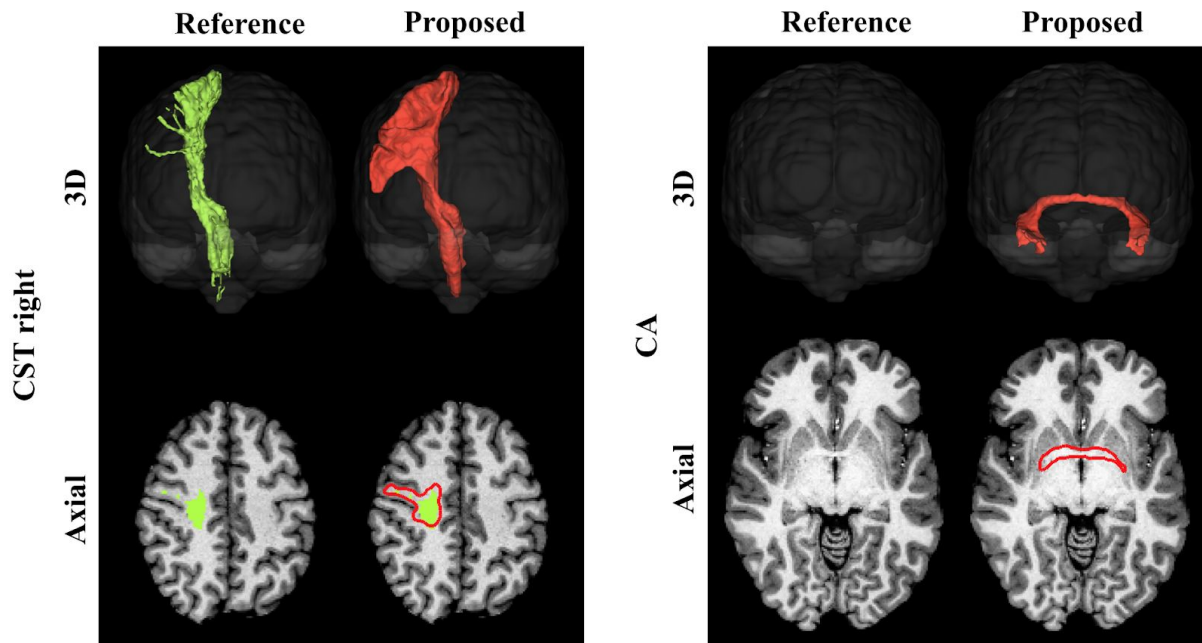 Reference Proposed
3D
CST right
Axial
Reference Proposed
3D
CA
Axial